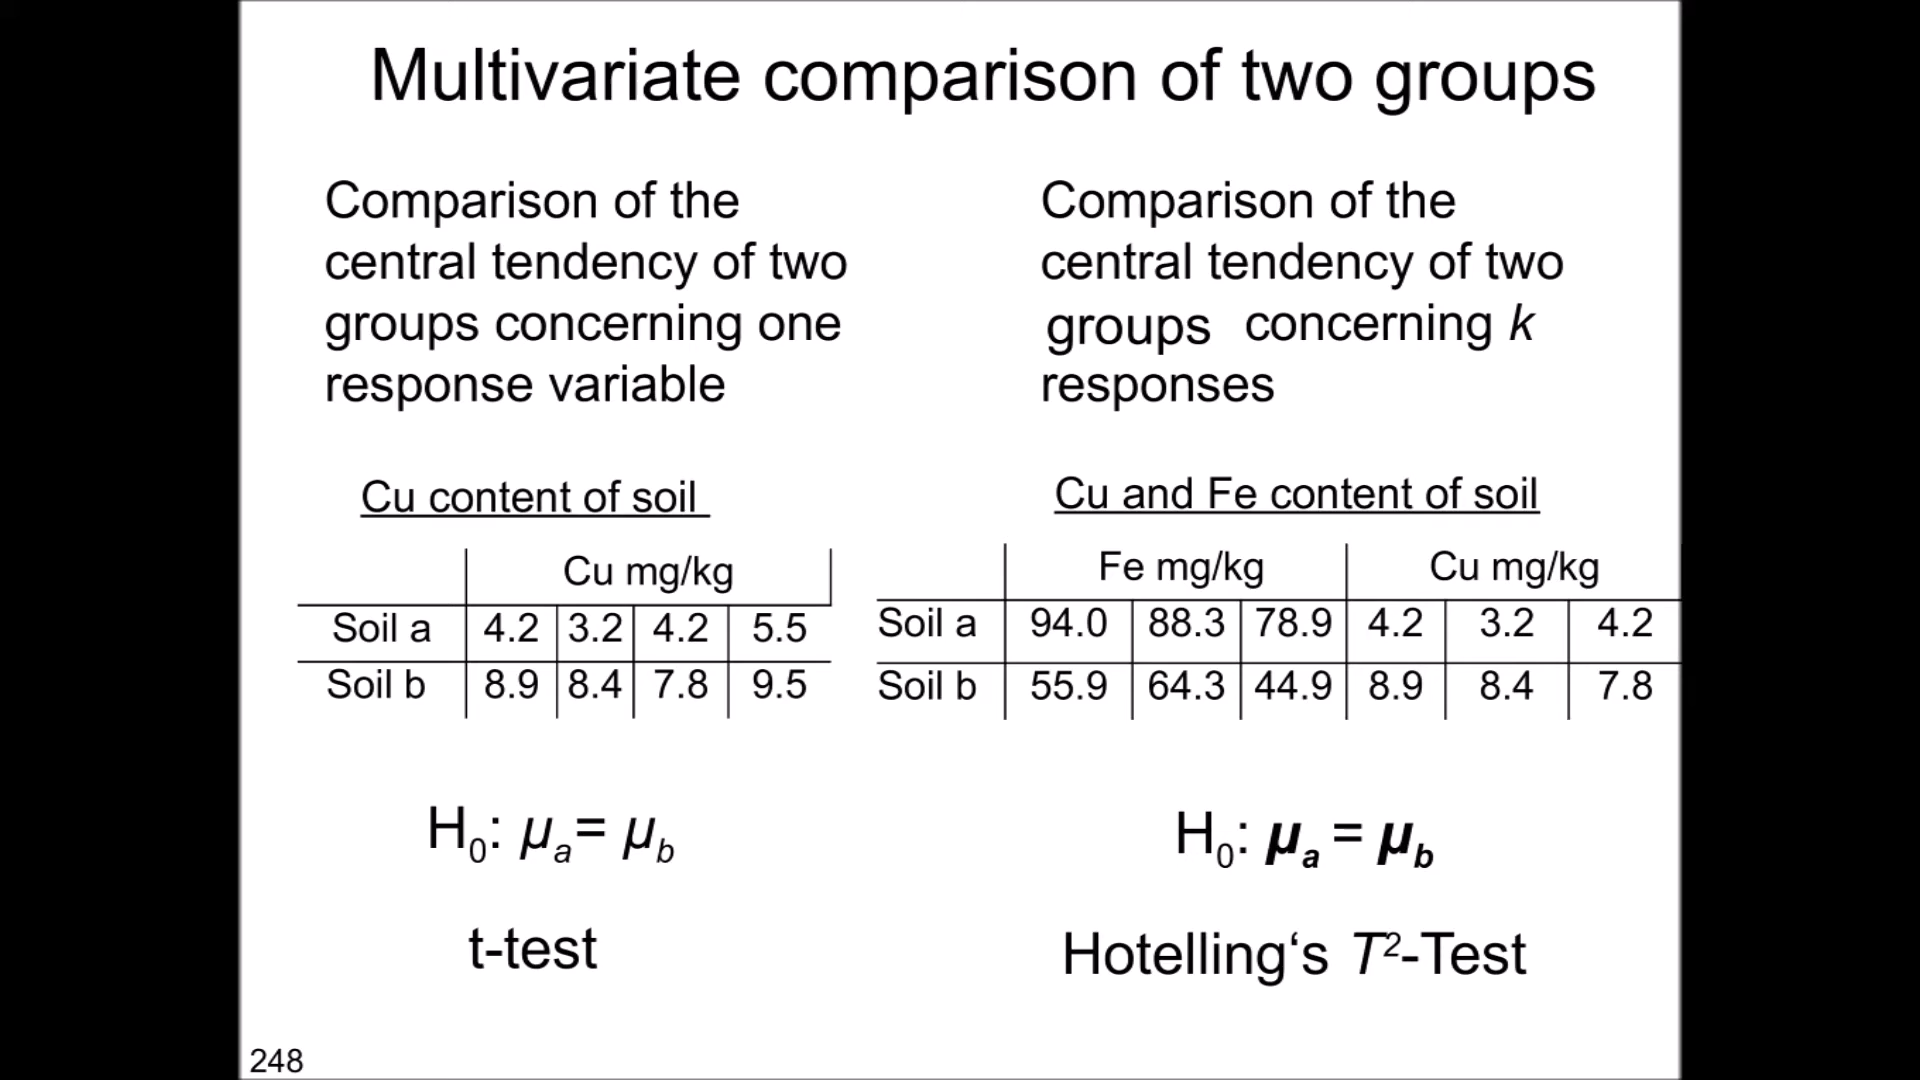 Multivariate comparison of two groups
Comparison of the
central tendency of two
groups concerning one
response variable
Cu content of soil
Cu mg/kg
Soil a 4.2 3.2 4.2 5.5
Soil b 8.9 8.4 7.8 9.5
H₀: μₐ= μ_b
t-test
Comparison of the
central tendency of two
groups concerning k
responses
Cu and Fe content of soil
Fe mg/kg Cu mg/kg
Soil a 94.0 88.3 78.9 4.2 3.2 4.2
Soil b 55.9 64.3 44.9 8.9 8.4 7.8
H₀: μₐ = μ_b
Hotelling‘s T²-Test
248